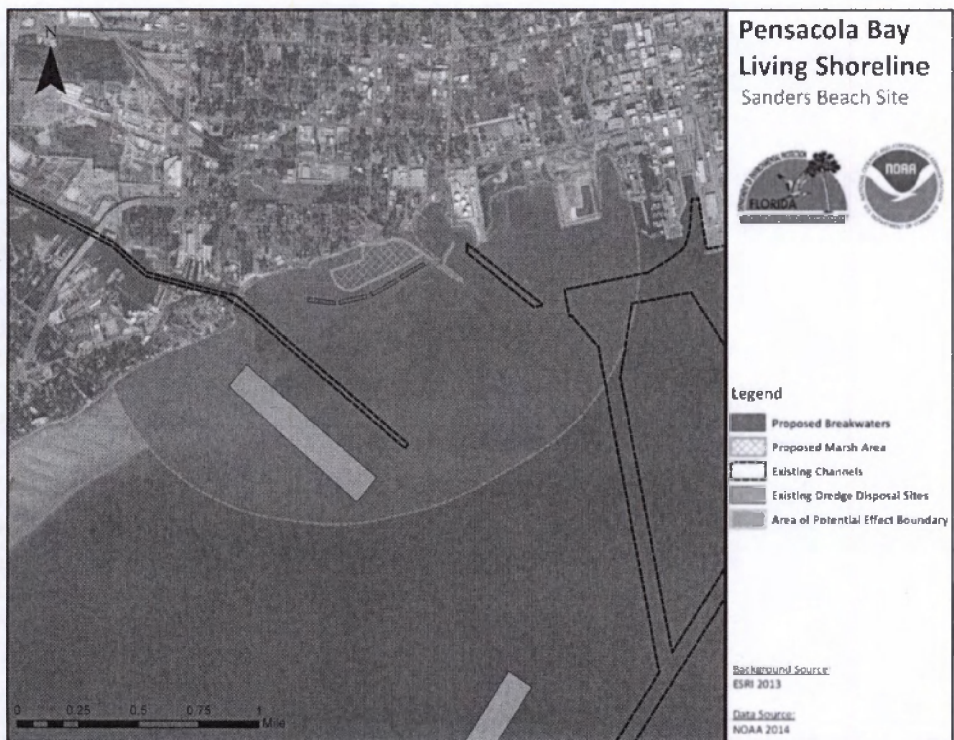 Pensacola Bay
Living Shoreline
Sanders Beach Site
N
FLORIDA
NOAA
Legend
Proposed Breakwaters
Proposed Marsh Area
Existing Channels
Existing Dredge Disposal Sites
Area of Potential Effect Boundary
Background Source:
ESRI 2013
Data Source:
NOAA 2014
0 0.25 0.5 0.75 1
Mile